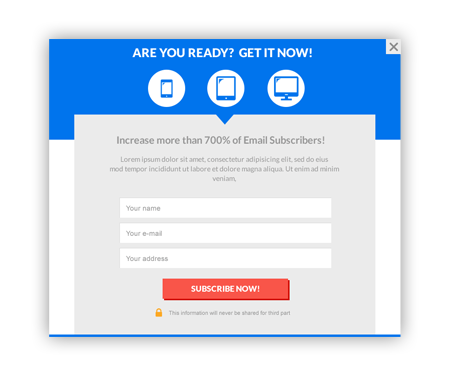 ARE YOU READY? GET IT NOW!
Increase more than 700% of Email Subscribers!
Lorem ipsum dolor sit amet, consectetur adipisicing elit, sed do eius
mod tempor incididunt ut labore et dolore magna aliqua. Ut enim ad minim
veniam,
Your name
Your e-mail
Your address
SUBSCRIBE NOW!
This information will never be shared for third part